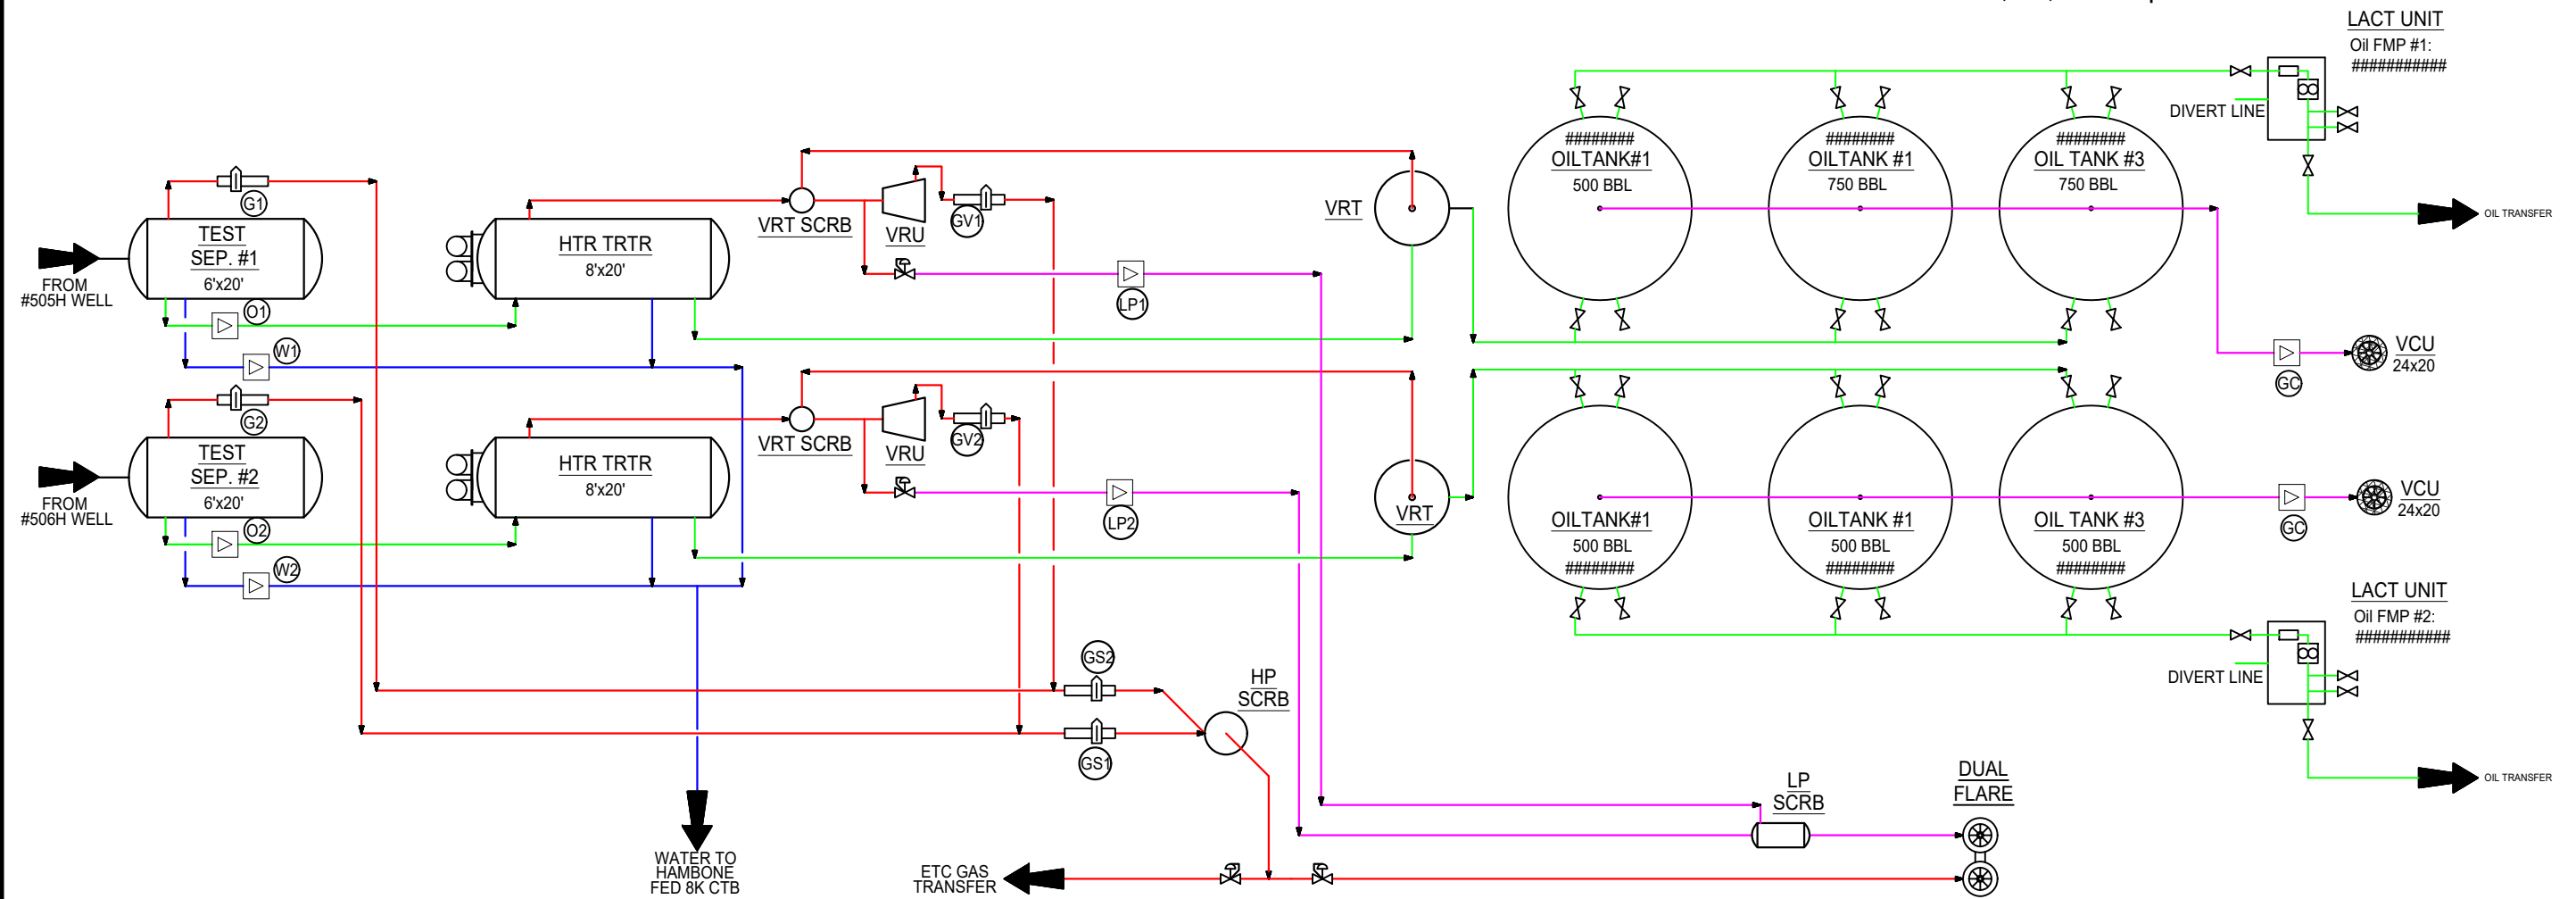 LACT UNIT
Oil FMP #1:
###########
DIVERT LINE
OIL TRANSFER
G1
TEST
SEP. #1
6'x20'
FROM
#505H WELL
O1
W1
HTR TRTR
8'x20'
VRT SCRB
VRU
GV1
LP1
VRT
########
OILTANK#1
500 BBL
########
OILTANK #1
750 BBL
########
OIL TANK #3
750 BBL
GC
VCU
24x20
G2
TEST
SEP. #2
6'x20'
FROM
#506H WELL
O2
W2
HTR TRTR
8'x20'
VRT SCRB
VRU
GV2
LP2
VRT
OILTANK#1
500 BBL
########
OILTANK #1
500 BBL
########
OIL TANK #3
500 BBL
########
GC
VCU
24x20
LACT UNIT
Oil FMP #2:
###########
DIVERT LINE
OIL TRANSFER
GS2
GS1
HP
SCRB
LP
SCRB
DUAL
FLARE
WATER TO
HAMBONE
FED 8K CTB
ETC GAS
TRANSFER